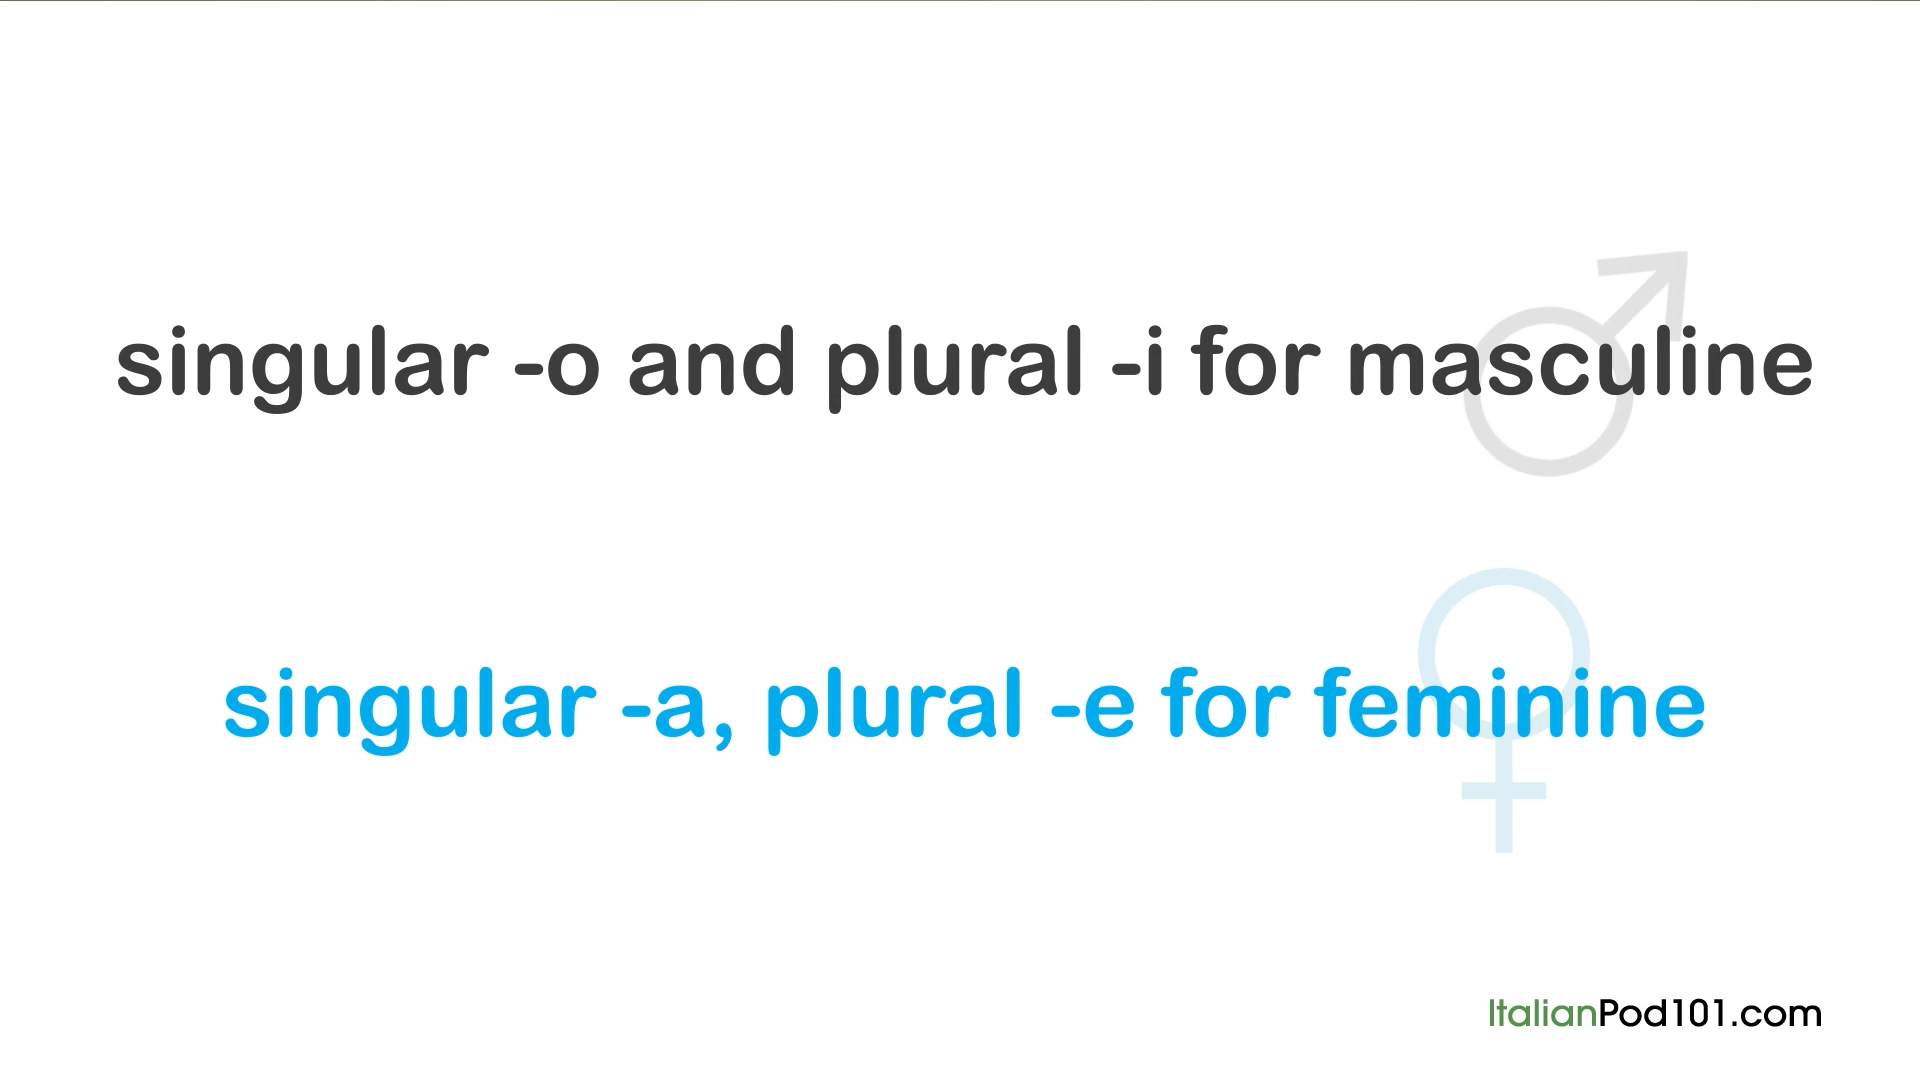 singular -o and plural -i for masculine
singular -a, plural -e for feminine
ItalianPod101.com